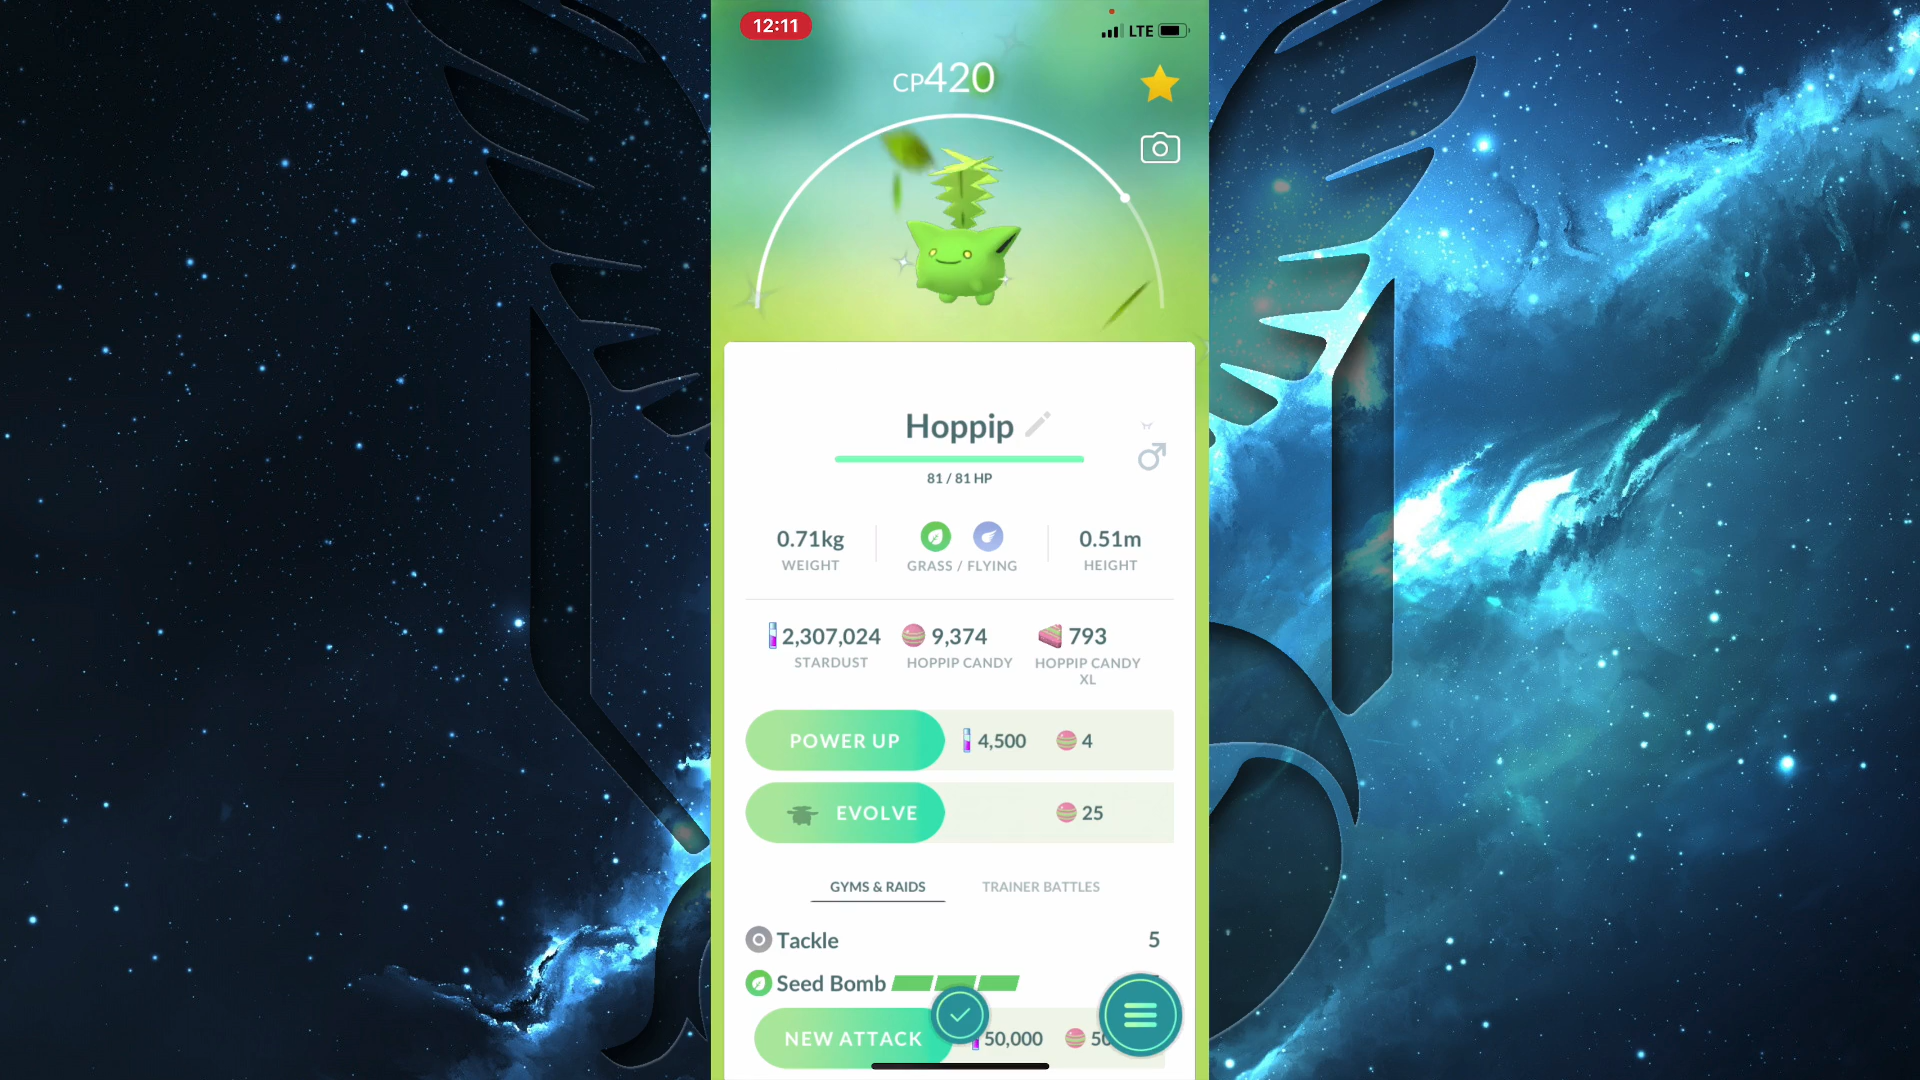 12:11
LTE
CP420
Hoppip
81 / 81 HP
0.71kg
WEIGHT
GRASS / FLYING
0.51m
HEIGHT
2,307,024
STARDUST
9,374
HOPPIP CANDY
793
HOPPIP CANDY
XL
POWER UP
4,500
4
EVOLVE
25
GYMS & RAIDS
TRAINER BATTLES
Tackle
5
Seed Bomb
NEW ATTACK
50,000